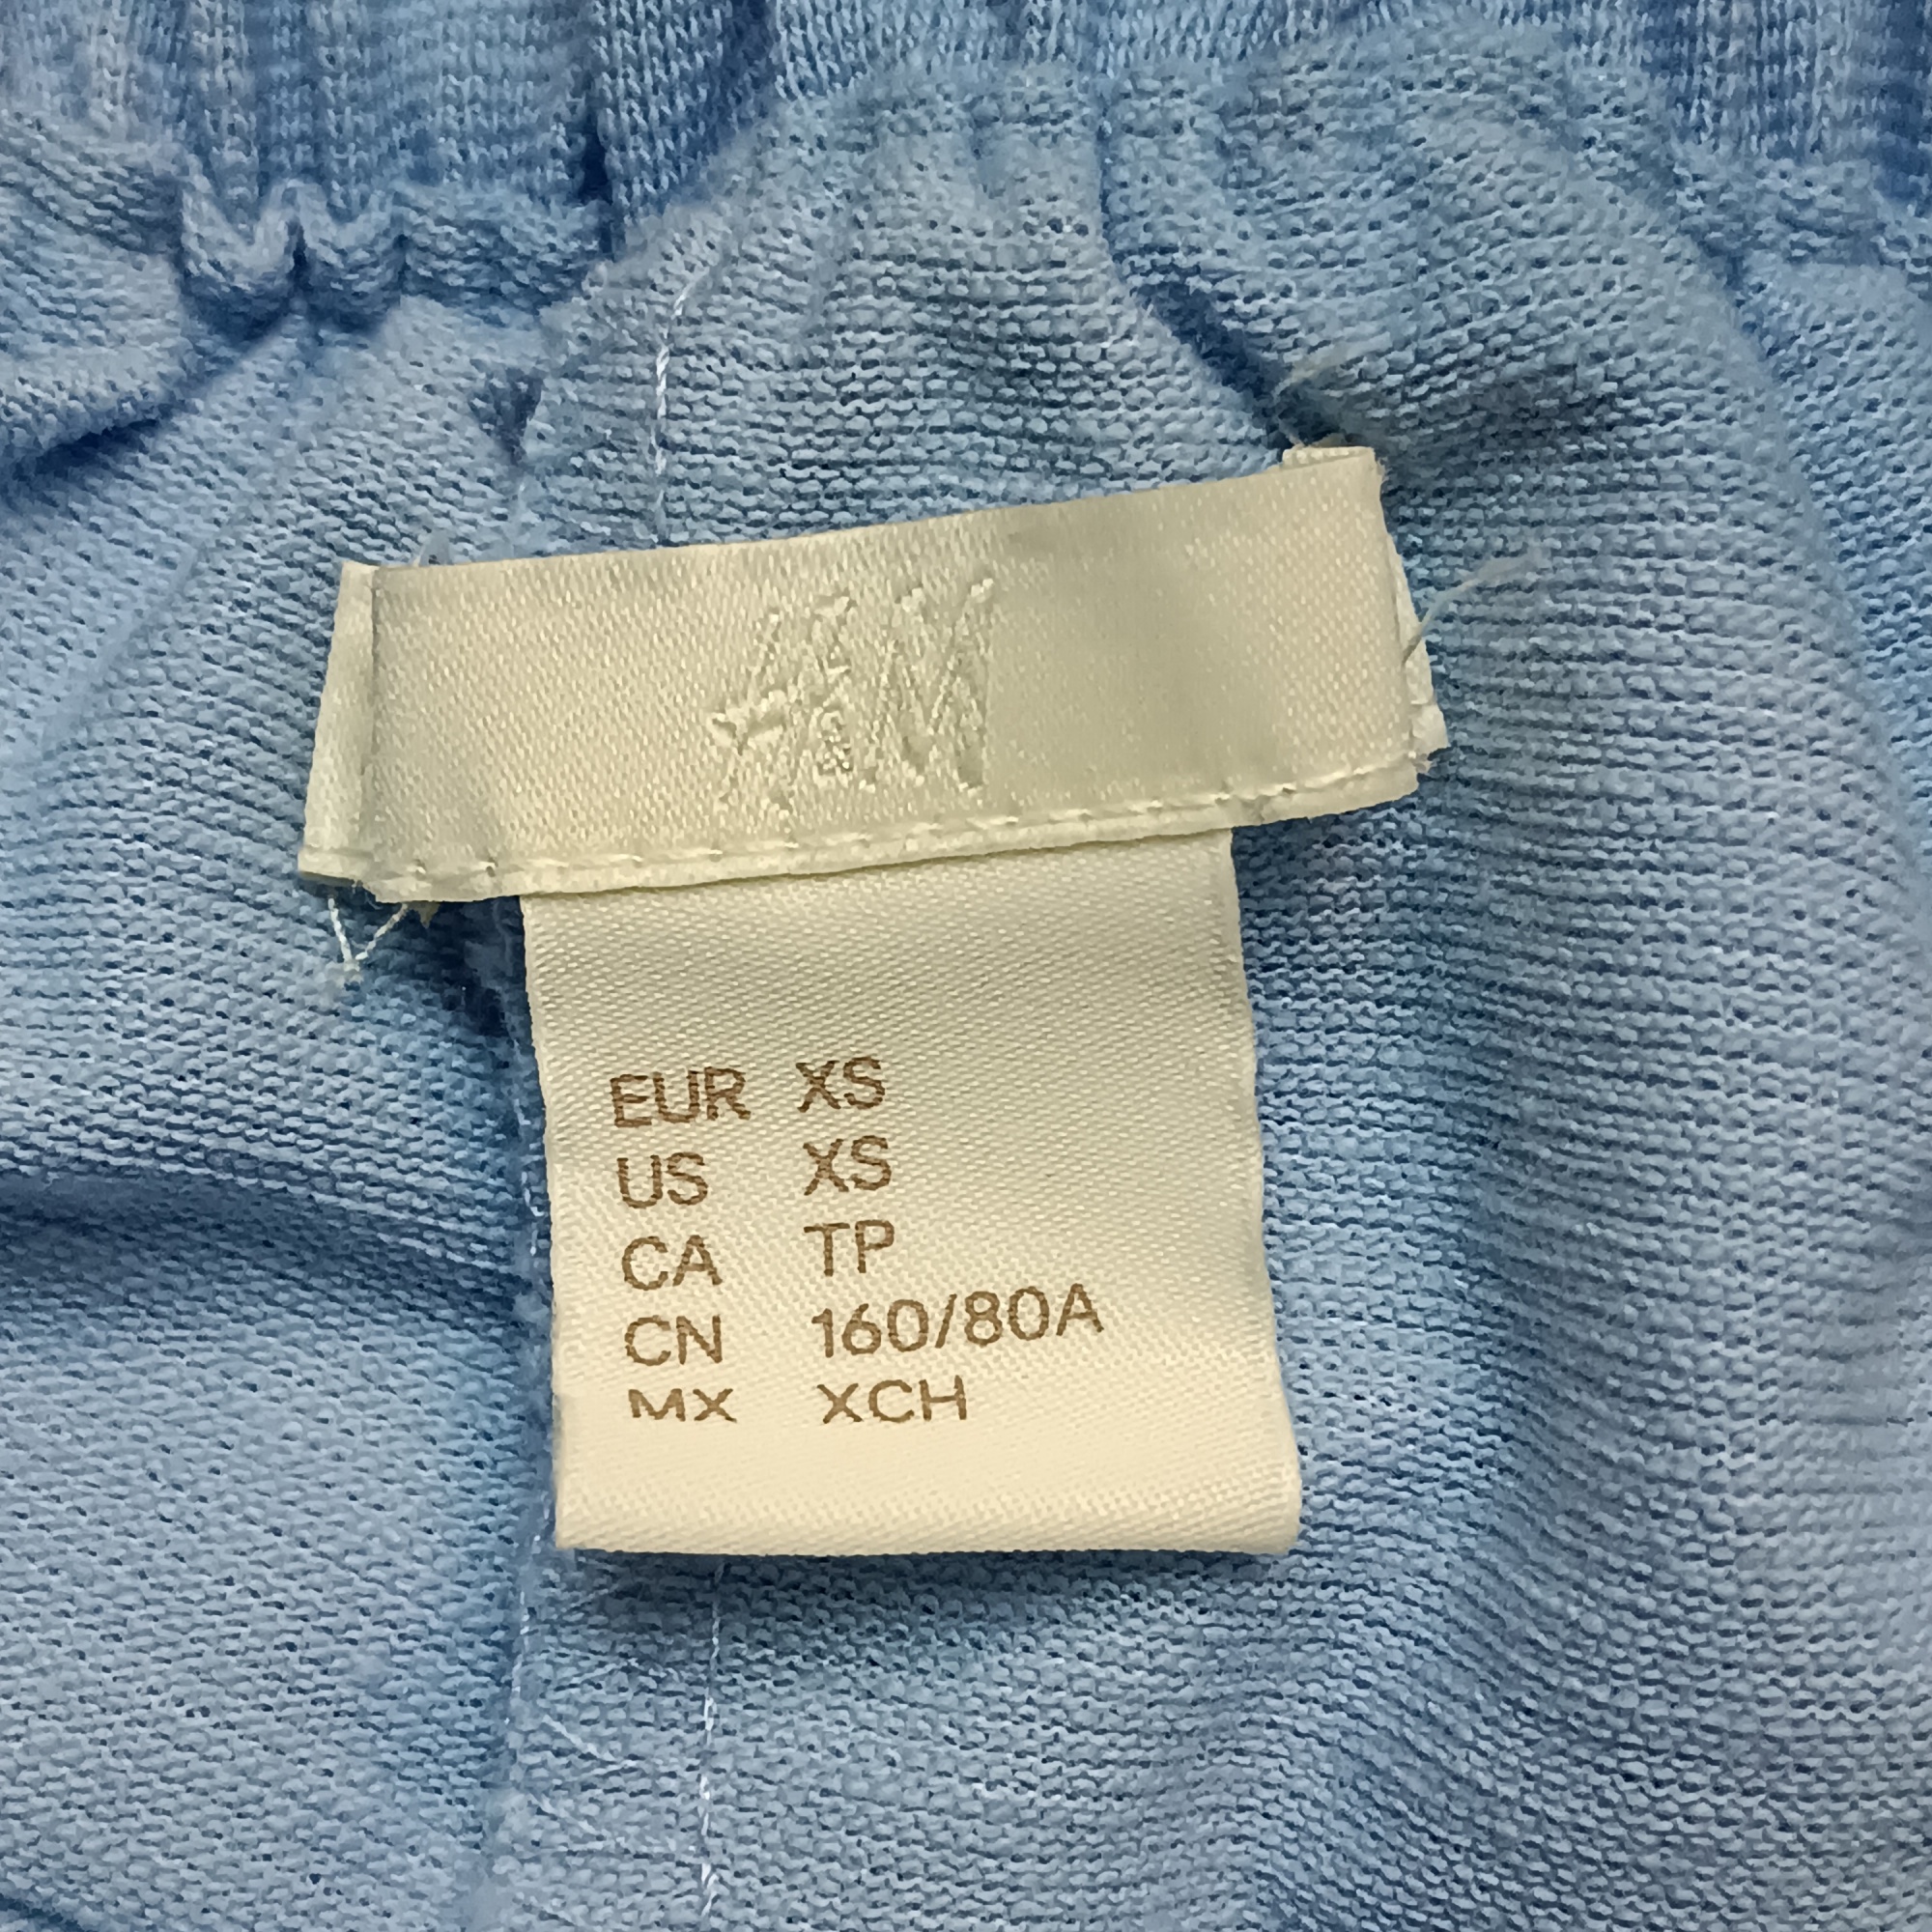 H&M
EUR XS
US XS
CA TP
CN 160/80A
MX XCH